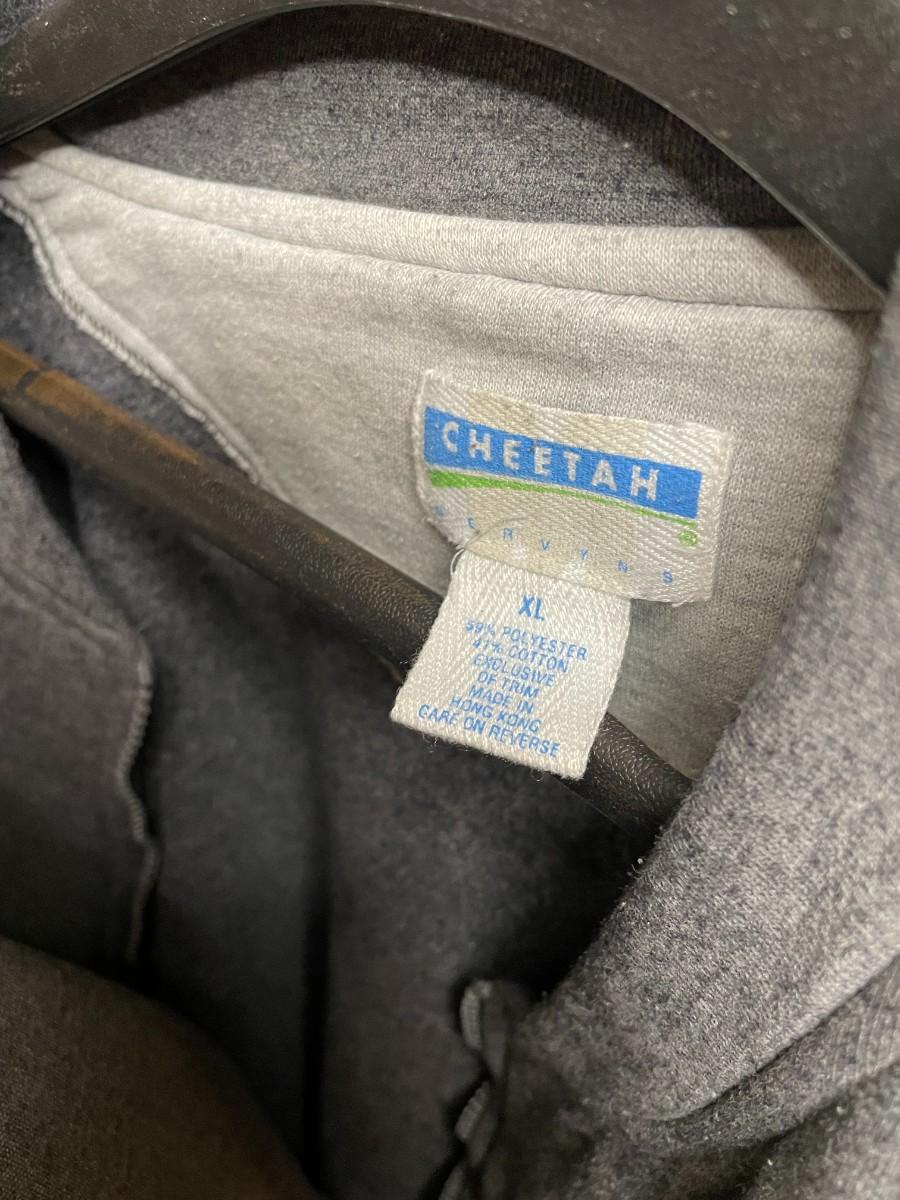 CHEETAH
®
MERVYNS
XL
59% POLYESTER
41% COTTON
EXCLUSIVE
OF TRIM
MADE IN
HONG KONG
CARE ON REVERSE